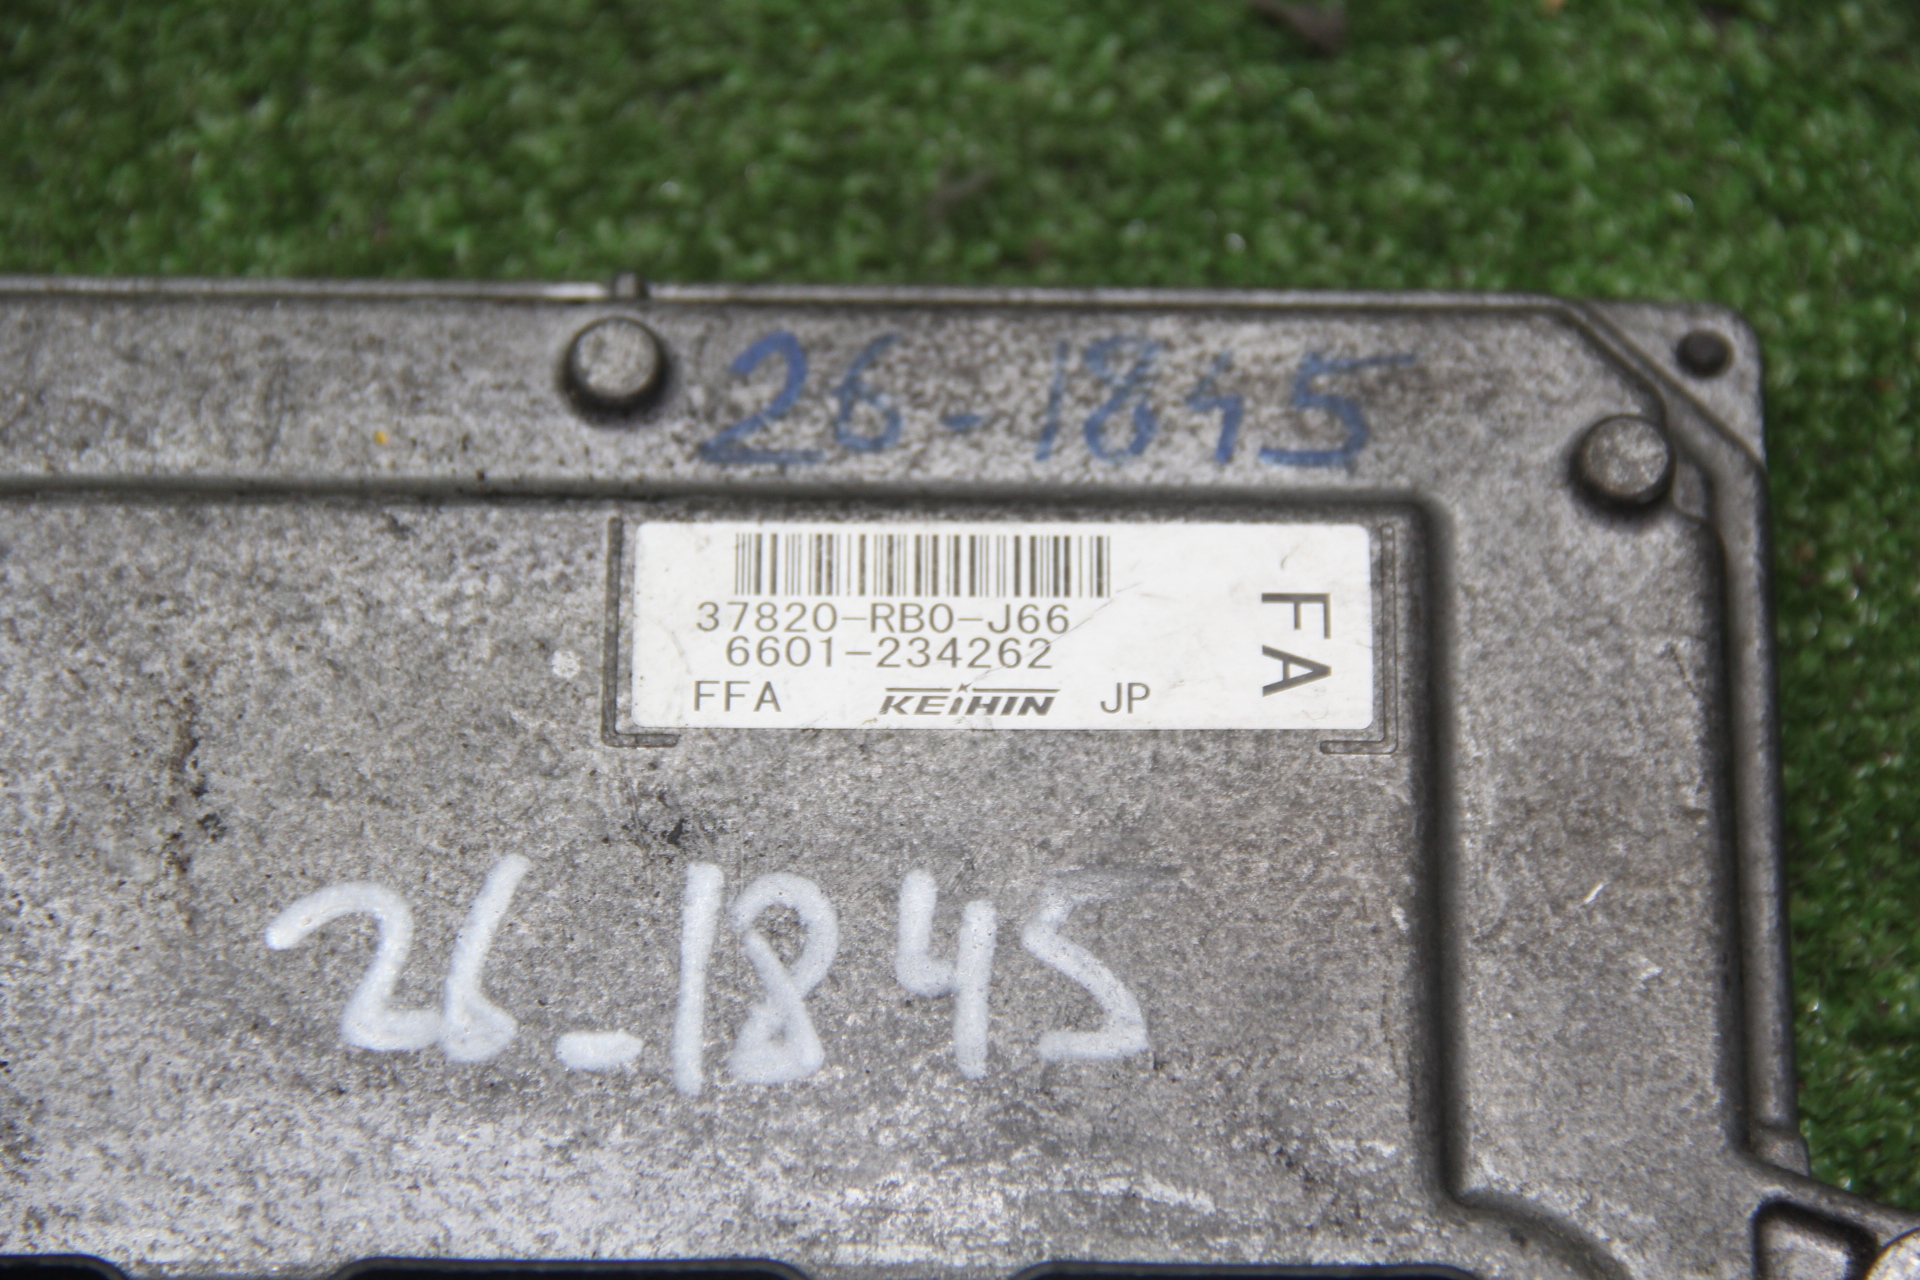 26-1845
37820-RB0-J66
6601-234262
FFA KEIHIN JP
FA
26-1845